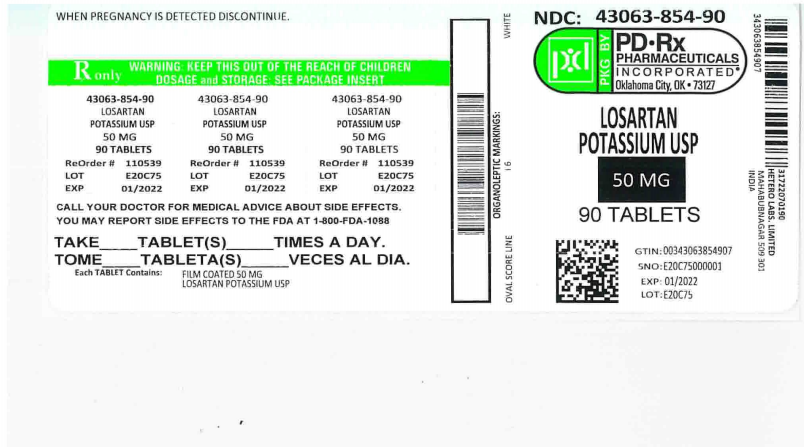 WHEN PREGNANCY IS DETECTED DISCONTINUE.
R only
WARNING: KEEP THIS OUT OF THE REACH OF CHILDREN
DOSAGE and STORAGE: SEE PACKAGE INSERT
43063-854-90 43063-854-90 43063-854-90
LOSARTAN LOSARTAN LOSARTAN
POTASSIUM USP POTASSIUM USP POTASSIUM USP
50 MG 50 MG 50 MG
90 TABLETS 90 TABLETS 90 TABLETS
ReOrder # 110539 ReOrder # 110539 ReOrder # 110539
LOT E20C75 LOT E20C75 LOT E20C75
EXP 01/2022 EXP 01/2022 EXP 01/2022
CALL YOUR DOCTOR FOR MEDICAL ADVICE ABOUT SIDE EFFECTS.
YOU MAY REPORT SIDE EFFECTS TO THE FDA AT 1-800-FDA-1088
TAKE____TABLET(S)_____TIMES A DAY.
TOME____TABLETA(S)_____VECES AL DIA.
Each TABLET Contains: FILM COATED 50 MG
LOSARTAN POTASSIUM USP
ORGANOLEPTIC MARKINGS:
WHITE
I 6
OVAL SCORE LINE
NDC: 43063-854-90
pd
PKG BY
PD·Rx
PHARMACEUTICALS
INCORPORATED®
Oklahoma City, OK • 73127
LOSARTAN
POTASSIUM USP
50 MG
90 TABLETS
GTIN: 00343063854907
SNO:E20C75000001
EXP: 01/2022
LOT:E20C75
343063854907
31722070190
HETERO LABS. LIMITED
MAHABUBNAGAR 509 301
INDIA